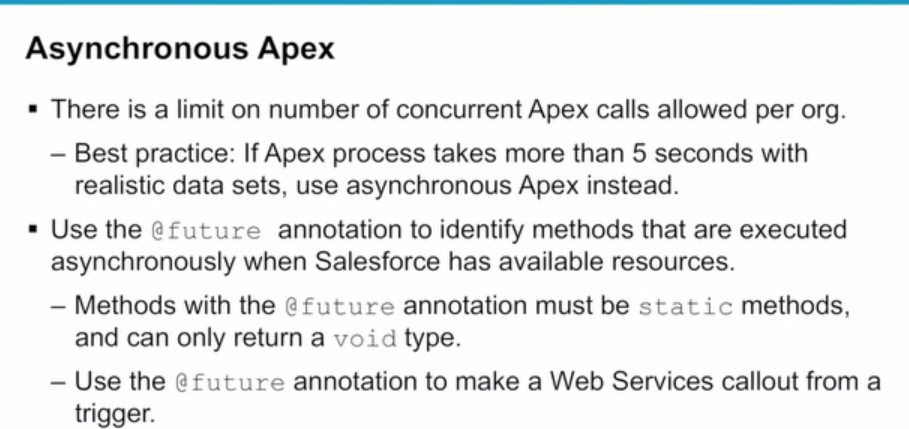 Asynchronous Apex
▪ There is a limit on number of concurrent Apex calls allowed per org.
– Best practice: If Apex process takes more than 5 seconds with
realistic data sets, use asynchronous Apex instead.
▪ Use the @future annotation to identify methods that are executed
asynchronously when Salesforce has available resources.
– Methods with the @future annotation must be static methods,
and can only return a void type.
– Use the @future annotation to make a Web Services callout from a
trigger.